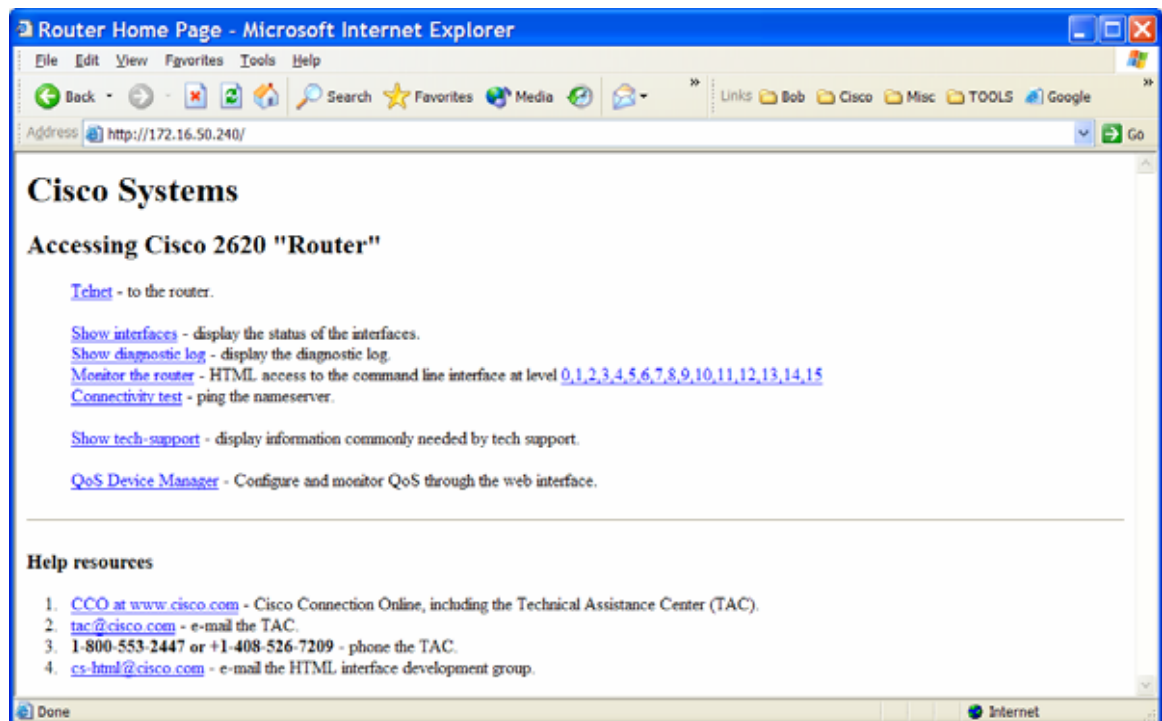 Router Home Page - Microsoft Internet Explorer
File Edit View Favorites Tools Help
Back Search Favorites Media » Links Bob Cisco Misc TOOLS Google »
Address http://172.16.50.240/ Go
Cisco Systems
Accessing Cisco 2620 "Router"
Telnet - to the router.
Show interfaces - display the status of the interfaces.
Show diagnostic log - display the diagnostic log.
Monitor the router - HTML access to the command line interface at level 0,1,2,3,4,5,6,7,8,9,10,11,12,13,14,15
Connectivity test - ping the nameserver.
Show tech-support - display information commonly needed by tech support.
QoS Device Manager - Configure and monitor QoS through the web interface.
Help resources
1. CCO at www.cisco.com - Cisco Connection Online, including the Technical Assistance Center (TAC).
2. tac@cisco.com - e-mail the TAC.
3. 1-800-553-2447 or +1-408-526-7209 - phone the TAC.
4. cs-html@cisco.com - e-mail the HTML interface development group.
Done Internet